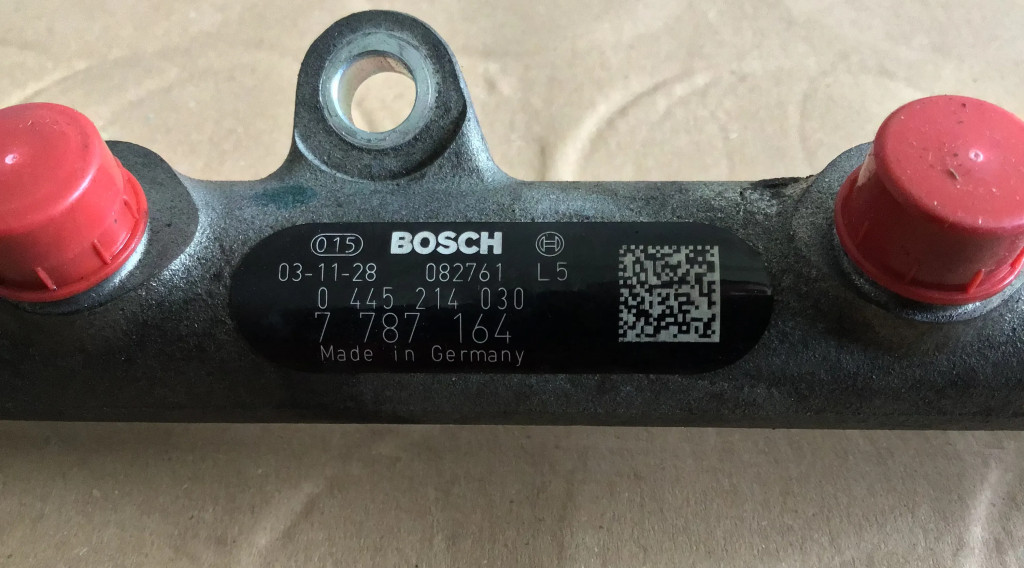 015 BOSCH
03-11-28 082761 L5
0 445 214 030
7 787 164
Made in Germany